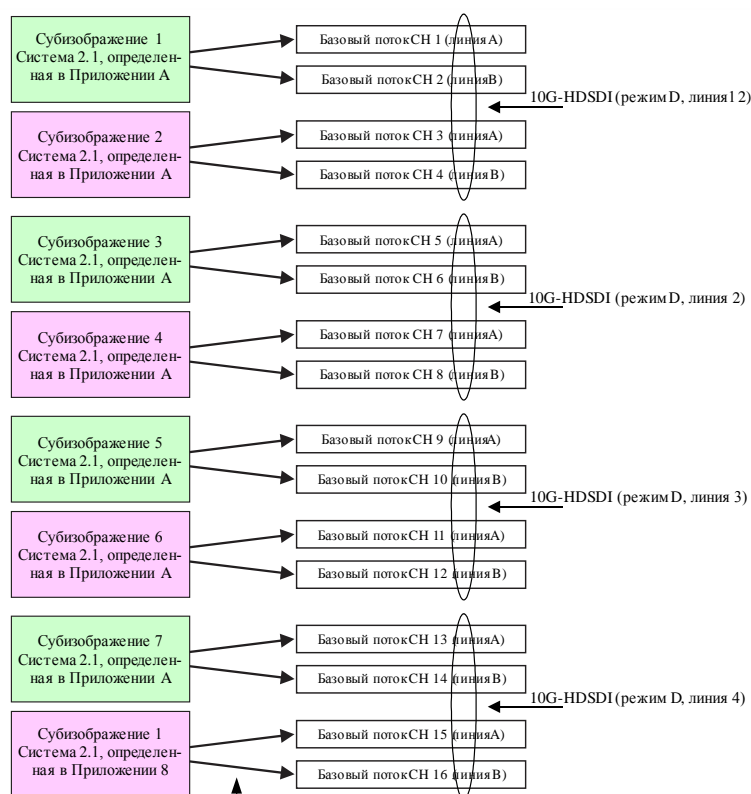 Субизображение 1
Система 2.1, определен-
ная в Приложении А
Базовый поток CH 1 (линия A)
Базовый поток CH 2 (линия B)
10G-HDSDI (режим D, линия1 2)
Субизображение 2
Система 2.1, определен-
ная в Приложении А
Базовый поток CH 3 (линия A)
Базовый поток CH 4 (линия B)
Субизображение 3
Система 2.1, определен-
ная в Приложении А
Базовый поток CH 5 (линия A)
Базовый поток CH 6 (линия B)
10G-HDSDI (режим D, линия 2)
Субизображение 4
Система 2.1, определен-
ная в Приложении А
Базовый поток CH 7 (линия A)
Базовый поток CH 8 (линия B)
Субизображение 5
Система 2.1, определен-
ная в Приложении А
Базовый поток CH 9 (линия A)
Базовый поток CH 10 (линия B)
10G-HDSDI (режим D, линия 3)
Субизображение 6
Система 2.1, определен-
ная в Приложении А
Базовый поток CH 11 (линия A)
Базовый поток CH 12 (линия B)
Субизображение 7
Система 2.1, определен-
ная в Приложении А
Базовый поток CH 13 (линия A)
Базовый поток CH 14 (линия B)
10G-HDSDI (режим D, линия 4)
Субизображение 1
Система 2.1, определен-
ная в Приложении 8
Базовый поток CH 15 (линия A)
Базовый поток CH 16 (линия B)